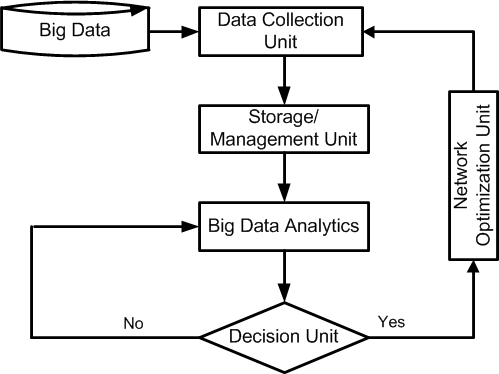 Big Data
Data Collection
Unit
Storage/
Management Unit
Network
Optimization Unit
Big Data Analytics
No
Decision Unit
Yes